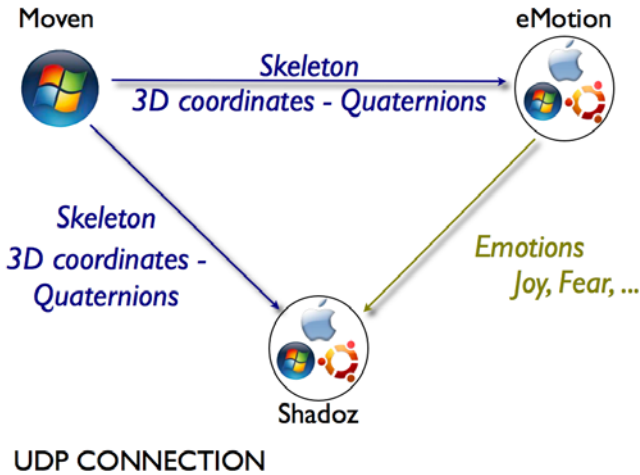 Moven
eMotion
Skeleton
3D coordinates - Quaternions
Skeleton
3D coordinates -
Quaternions
Emotions
Joy, Fear, ...
Shadoz
UDP CONNECTION